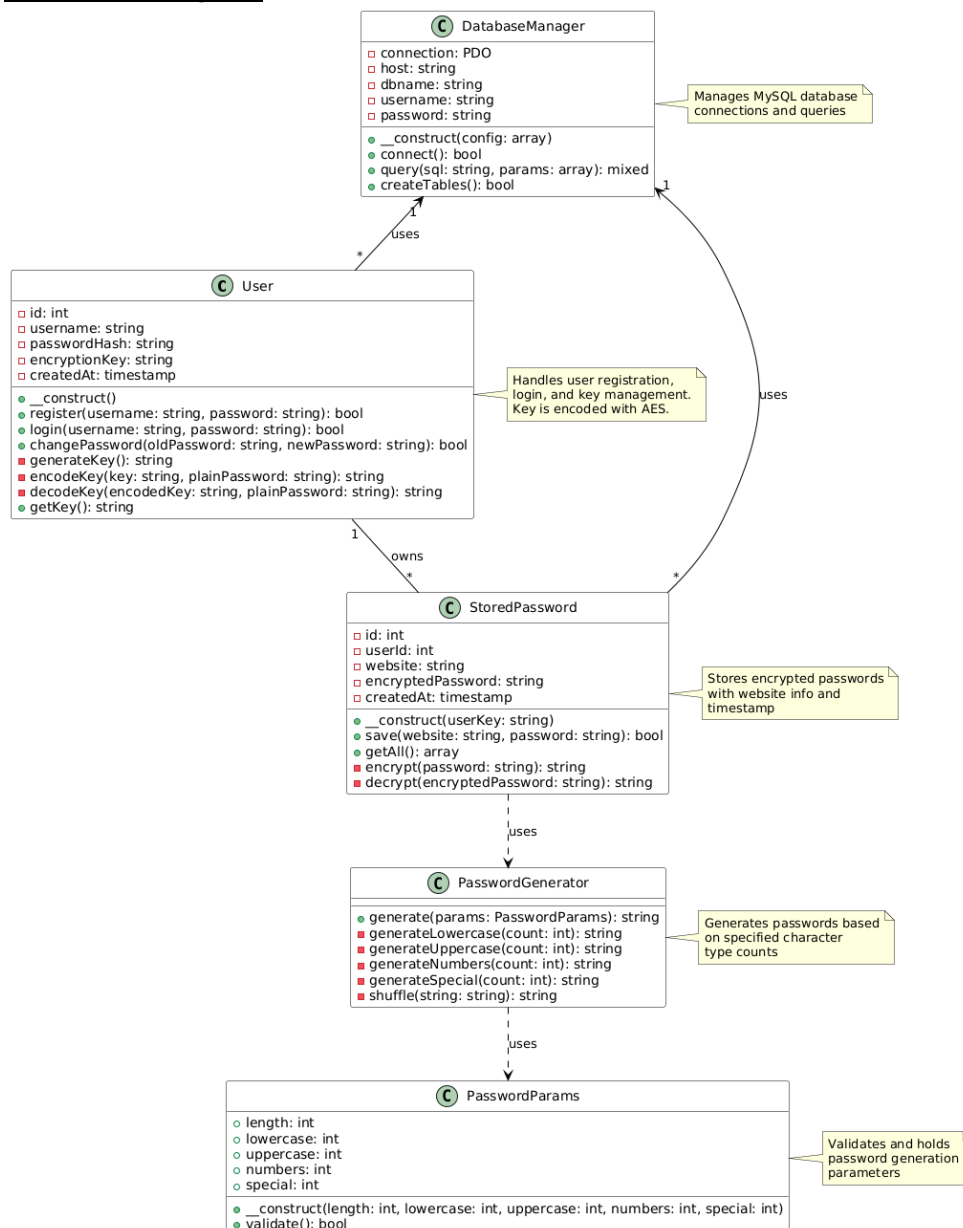 C DatabaseManager
connection: PDO
host: string
dbname: string
username: string
password: string
__construct(config: array)
connect(): bool
query(sql: string, params: array): mixed
createTables(): bool
Manages MySQL database
connections and queries
1
uses
*
1
uses
*
C User
id: int
username: string
passwordHash: string
encryptionKey: string
createdAt: timestamp
__construct()
register(username: string, password: string): bool
login(username: string, password: string): bool
changePassword(oldPassword: string, newPassword: string): bool
generateKey(): string
encodeKey(key: string, plainPassword: string): string
decodeKey(encodedKey: string, plainPassword: string): string
getKey(): string
Handles user registration,
login, and key management.
Key is encoded with AES.
1
owns
*
C StoredPassword
id: int
userId: int
website: string
encryptedPassword: string
createdAt: timestamp
__construct(userKey: string)
save(website: string, password: string): bool
getAll(): array
encrypt(password: string): string
decrypt(encryptedPassword: string): string
Stores encrypted passwords
with website info and
timestamp
uses
C PasswordGenerator
generate(params: PasswordParams): string
generateLowercase(count: int): string
generateUppercase(count: int): string
generateNumbers(count: int): string
generateSpecial(count: int): string
shuffle(string: string): string
Generates passwords based
on specified character
type counts
uses
C PasswordParams
length: int
lowercase: int
uppercase: int
numbers: int
special: int
__construct(length: int, lowercase: int, uppercase: int, numbers: int, special: int)
validate(): bool
Validates and holds
password generation
parameters